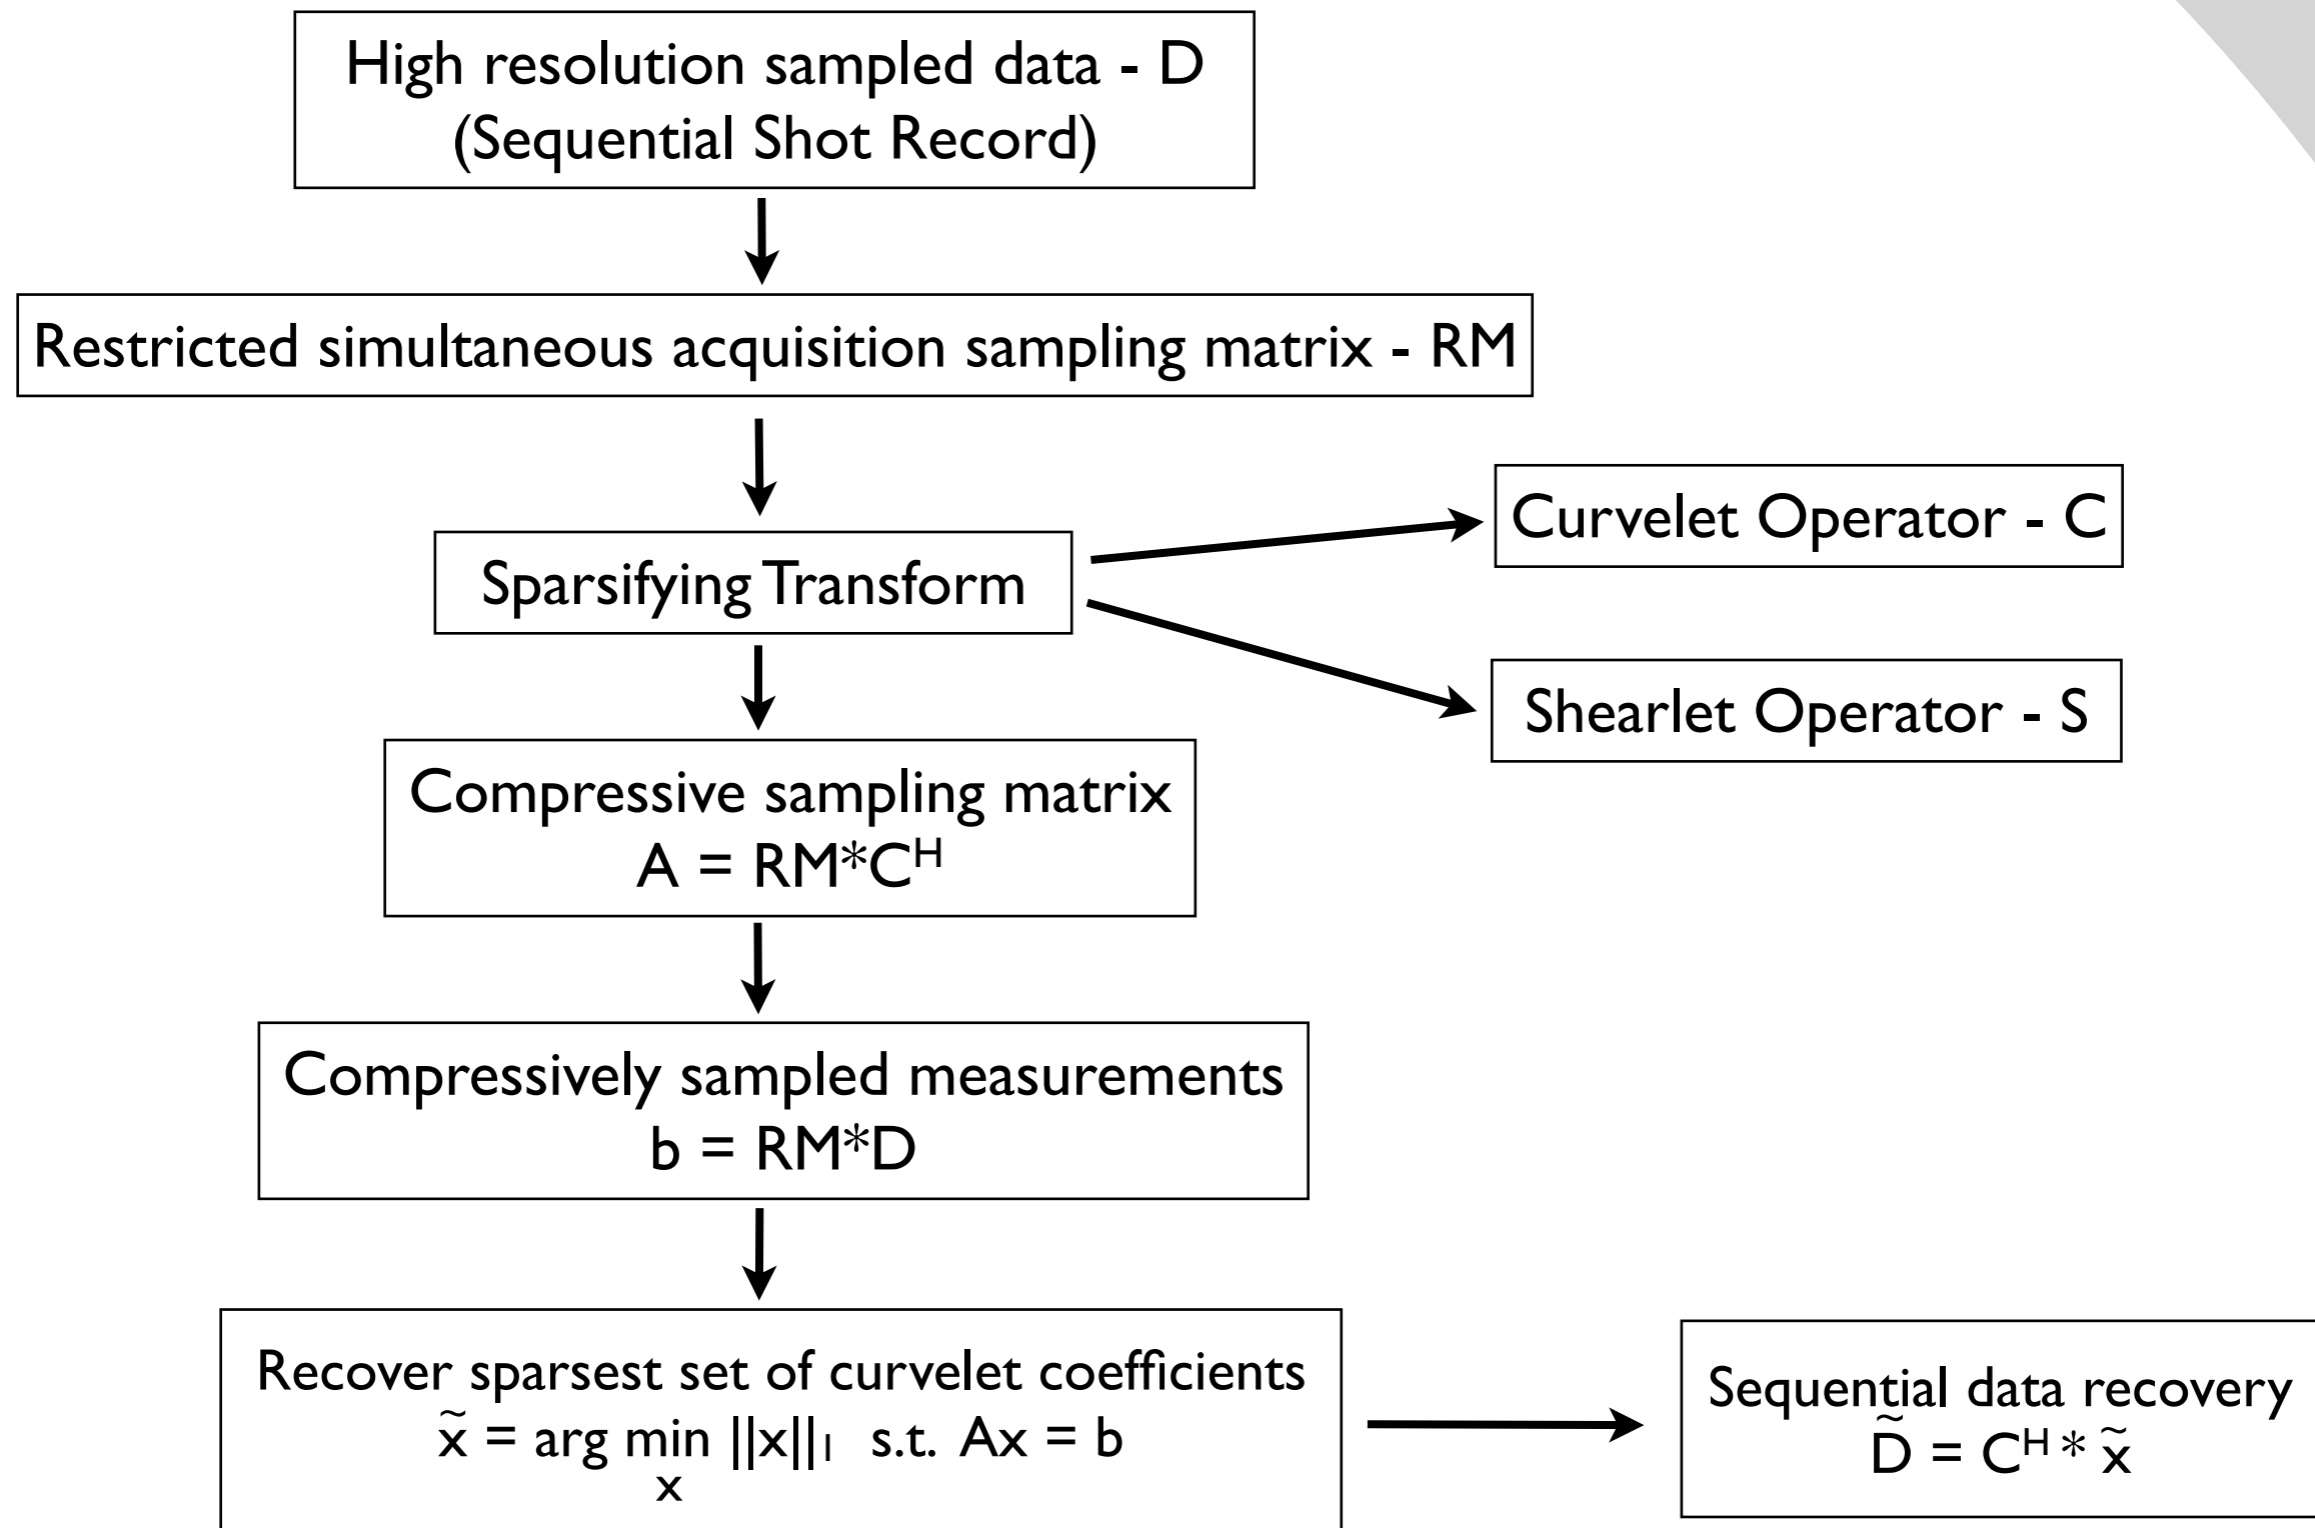 High resolution sampled data - D
(Sequential Shot Record)
Restricted simultaneous acquisition sampling matrix - RM
Sparsifying Transform
Curvelet Operator - C
Shearlet Operator - S
Compressive sampling matrix
A = RM*Cᴴ
Compressively sampled measurements
b = RM*D
Recover sparsest set of curvelet coefficients
x̃ = arg min ||x||₁ s.t. Ax = b
x
Sequential data recovery
D̃ = Cᴴ * x̃